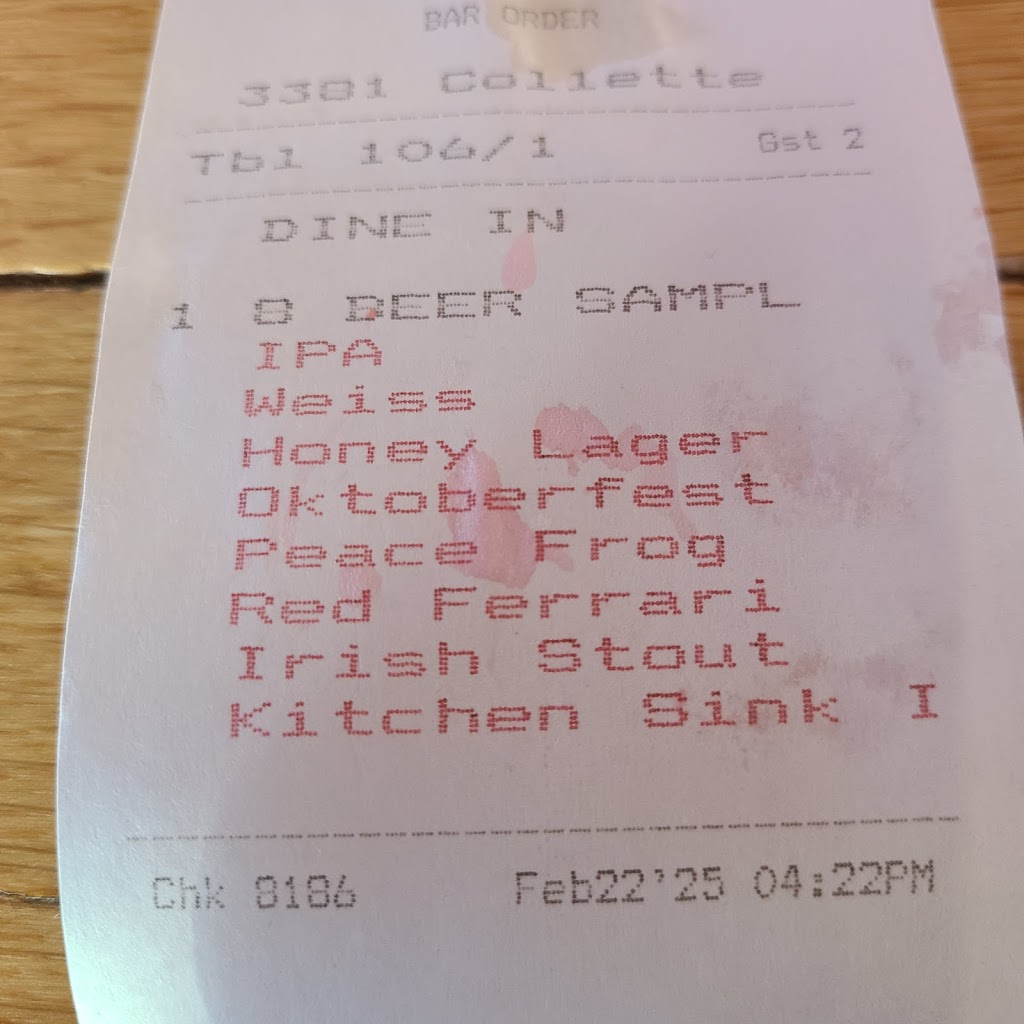 BAR ORDER
3381 Collette
Tbl 106/1 Gst 2
DINE IN
1 8 BEER SAMPL
IPA
Weiss
Honey Lager
Oktoberfest
Peace Frog
Red Ferrari
Irish Stout
Kitchen Sink I
Chk 8186 Feb22'25 04:22PM